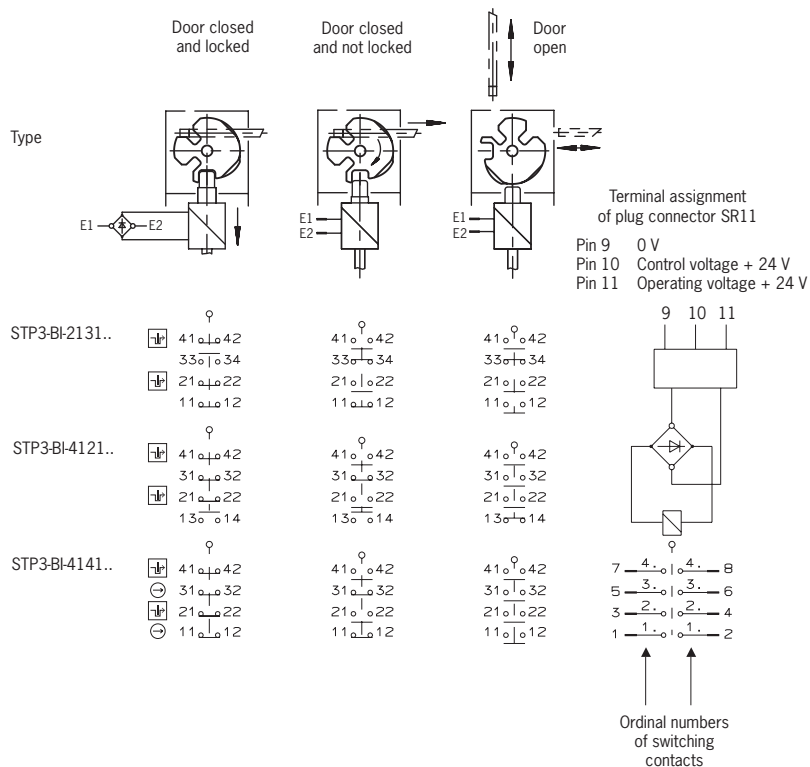 Door closed
and locked
Door closed
and not locked
Door
open
Type
E1 E2
E1
E2
E1
E2
Terminal assignment
of plug connector SR11
Pin 9 0 V
Pin 10 Control voltage + 24 V
Pin 11 Operating voltage + 24 V
9 10 11
STP3-BI-2131..
41 42 41 42 41 42
33 34 33 34 33 34
21 22 21 22 21 22
11 12 11 12 11 12
STP3-BI-4121..
41 42 41 42 41 42
31 32 31 32 31 32
21 22 21 22 21 22
13 14 13 14 13 14
STP3-BI-4141..
41 42 41 42 41 42
31 32 31 32 31 32
21 22 21 22 21 22
11 12 11 12 11 12
7 4. 4. 8
5 3. 3. 6
3 2. 2. 4
1 1. 1. 2
Ordinal numbers
of switching
contacts